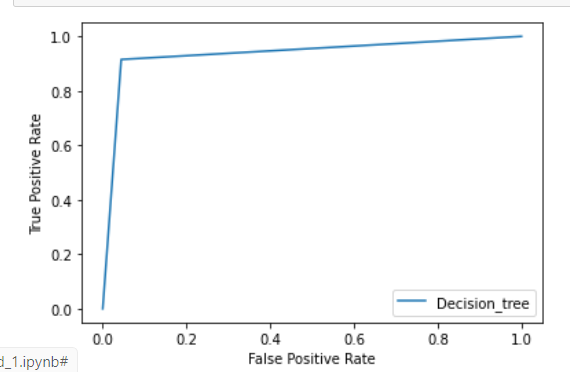 1.0
0.8
0.6
0.4
0.2
0.0
True Positive Rate
Decision_tree
0.0 0.2 0.4 0.6 0.8 1.0
False Positive Rate
d_1.ipynb#